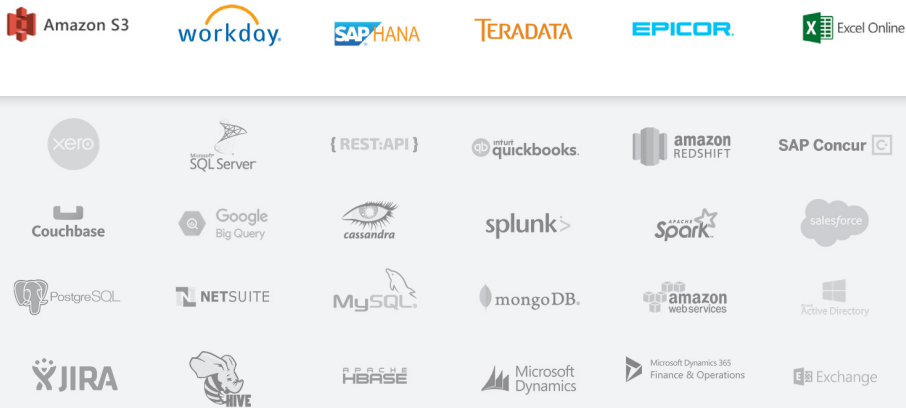 Amazon S3
workday.
SAP HANA
TERADATA
EPICOR.
X Excel Online
xero
Microsoft
SQL Server
{ REST:API }
qb intuit
quickbooks.
amazon
REDSHIFT
SAP Concur C
Couchbase
Google
Big Query
cassandra
splunk>
APACHE
Spark
salesforce
PostgreSQL
N NETSUITE
MySQL
mongoDB.
amazon
webservices
Active Directory
JIRA
HIVE
APACHE
HBASE
Microsoft
Dynamics
Microsoft Dynamics 365
Finance & Operations
E Exchange